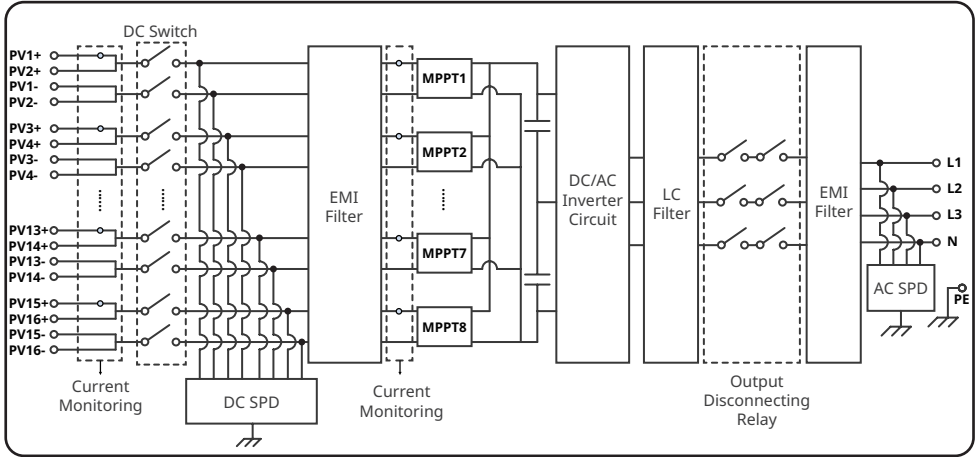 DC Switch
PV1+
PV2+
PV1-
PV2-
PV3+
PV4+
PV3-
PV4-
PV13+
PV14+
PV13-
PV14-
PV15+
PV16+
PV15-
PV16-
Current
Monitoring
DC SPD
EMI
Filter
MPPT1
MPPT2
MPPT7
MPPT8
Current
Monitoring
DC/AC
Inverter
Circuit
LC
Filter
Output
Disconnecting
Relay
EMI
Filter
L1
L2
L3
N
AC SPD
PE